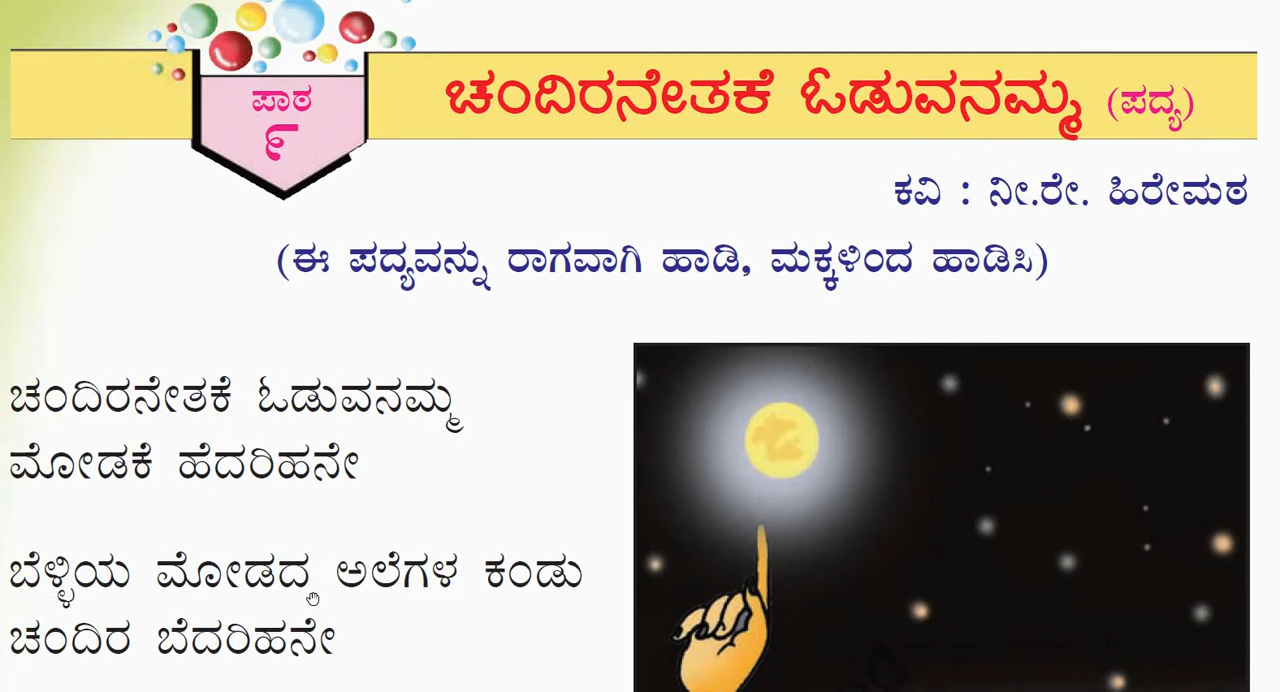 ಪಾಠ
೯
ಚಂದಿರನೇತಕೆ ಓಡುವನಮ್ಮ (ಪದ್ಯ)
ಕವಿ : ನೀ.ರೇ. ಹಿರೇಮಠ
(ಈ ಪದ್ಯವನ್ನು ರಾಗವಾಗಿ ಹಾಡಿ, ಮಕ್ಕಳಿಂದ ಹಾಡಿಸಿ)
ಚಂದಿರನೇತಕೆ ಓಡುವನಮ್ಮ
ಮೋಡಕೆ ಹೆದರಿಹನೇ
ಬೆಳ್ಳಿಯ ಮೋಡದ ಅಲೆಗಳ ಕಂಡು
ಚಂದಿರ ಬೆದರಿಹನೇ